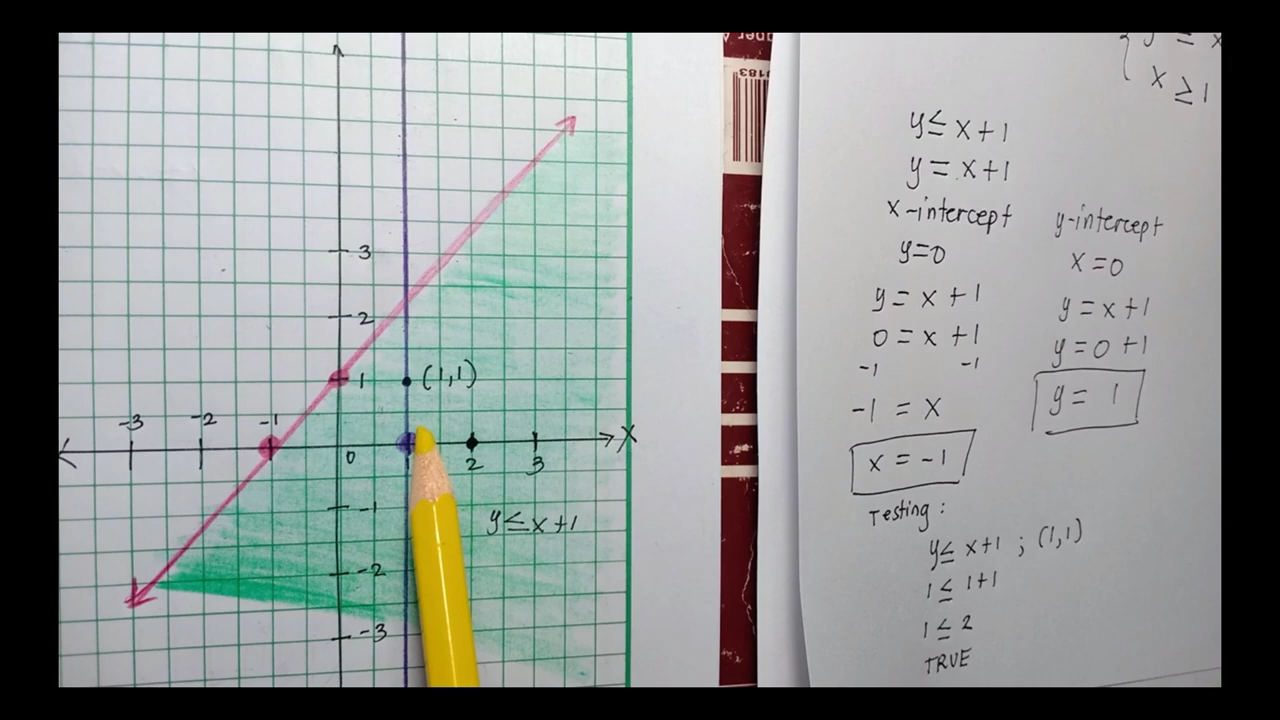 3
2
1 (1,1)
-3 -2 -1
x
0 1 2 3
-1
y ≤ x+1
-2
-3
3183
x ≥ 1
y ≤ x+1
y = x+1
x-intercept
y=0
y = x+1
0 = x+1
-1 -1
-1 = x
x = -1
y-intercept
x=0
y = x+1
y = 0+1
y = 1
Testing:
y ≤ x+1 ; (1,1)
1 ≤ 1+1
1 ≤ 2
TRUE